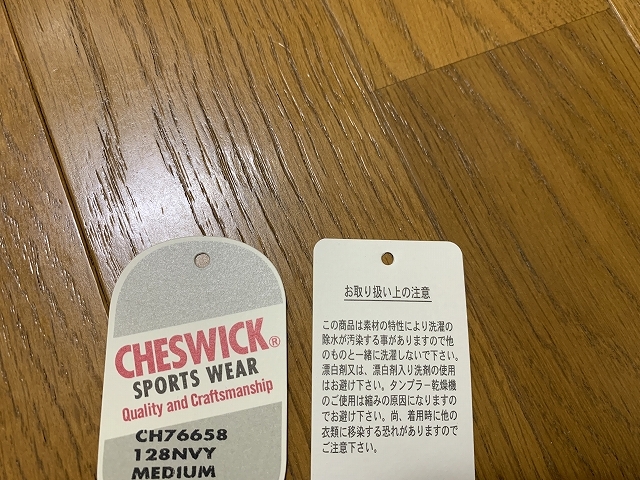 CHESWICK®
SPORTS WEAR
Quality and Craftsmanship
CH76658
128NVY
MEDIUM
お取り扱い上の注意
この商品は素材の特性により洗濯の
除水が汚染する事がありますので他
のものと一緒に洗濯しないで下さい。
漂白剤又は、漂白剤入り洗剤の使用
はお避け下さい。タンブラー乾燥機
のご使用は縮みの原因になりますの
でお避け下さい。尚、着用時に他の
衣類に移染する恐れがありますので
ご注意下さい。